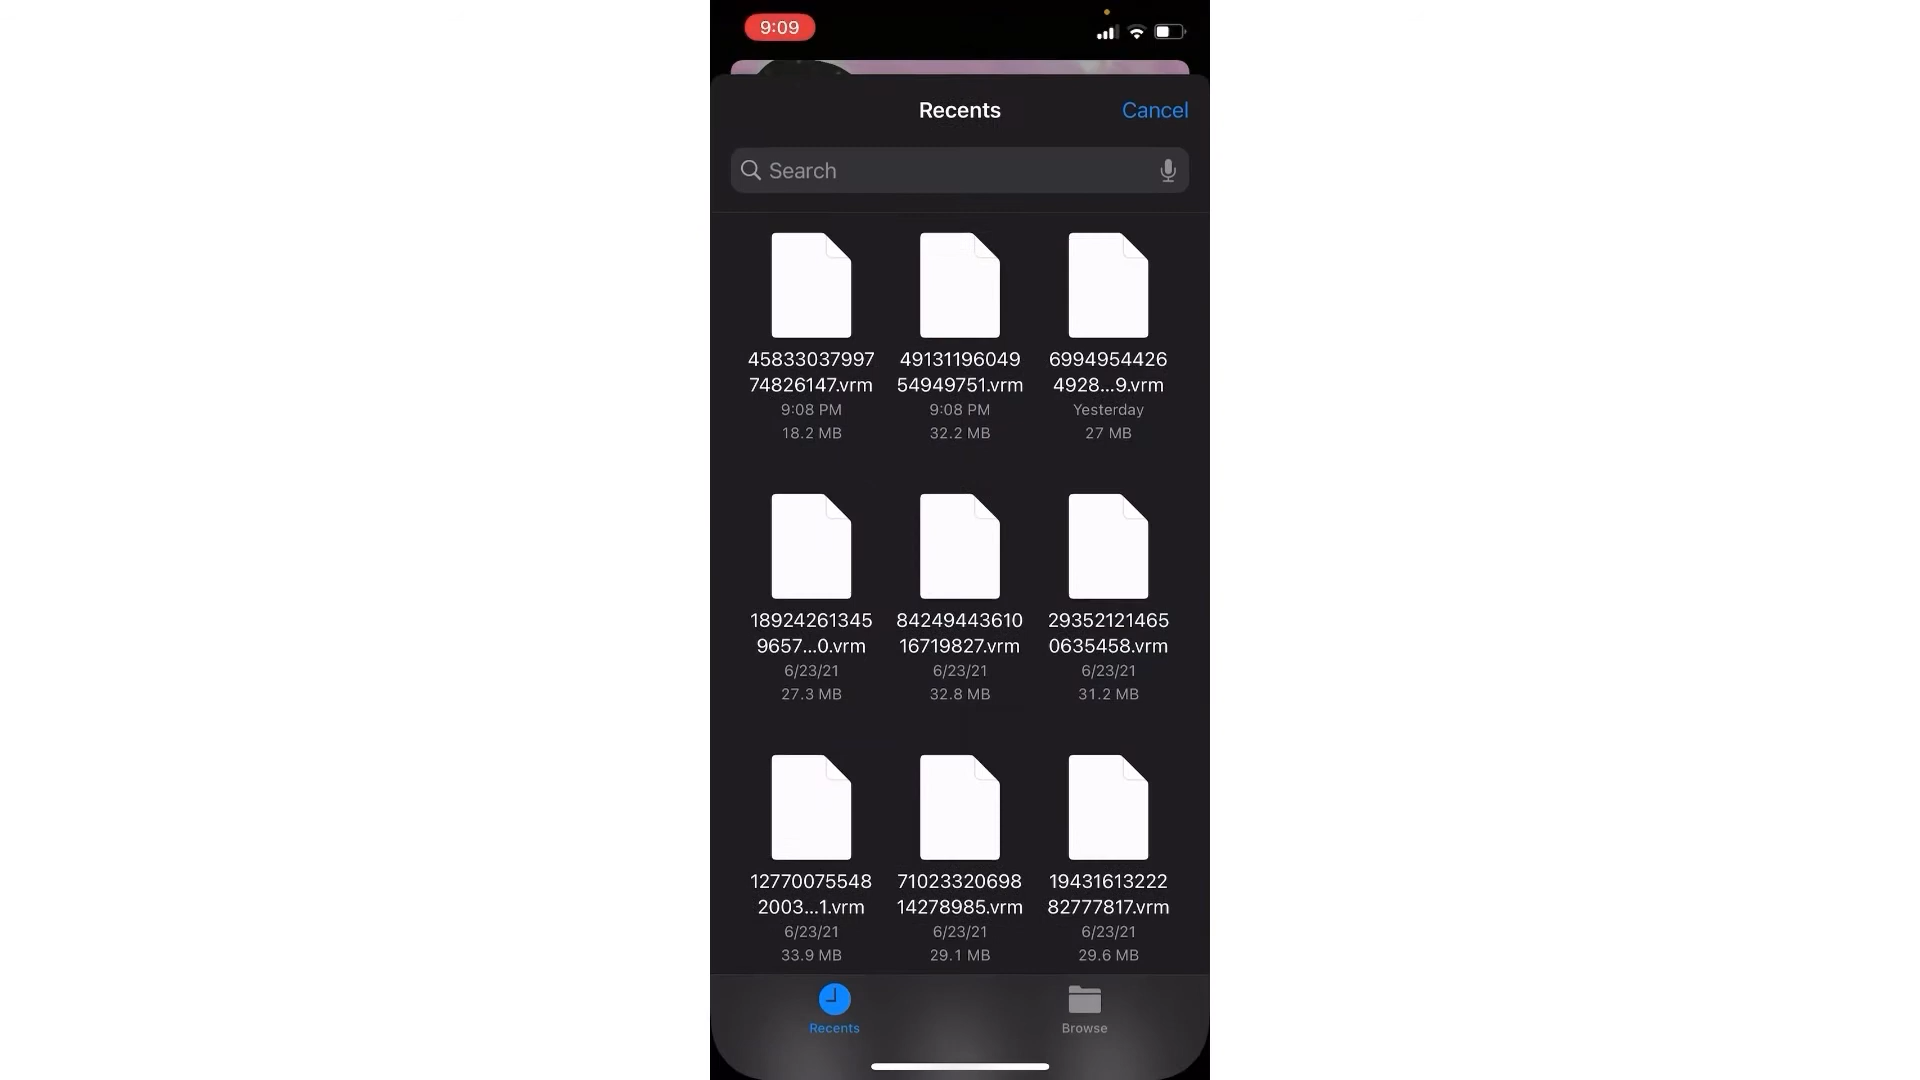 9:09
Recents
Cancel
Search
45833037997
74826147.vrm
9:08 PM
18.2 MB
49131196049
54949751.vrm
9:08 PM
32.2 MB
6994954426
4928...9.vrm
Yesterday
27 MB
18924261345
9657...0.vrm
6/23/21
27.3 MB
84249443610
16719827.vrm
6/23/21
32.8 MB
29352121465
0635458.vrm
6/23/21
31.2 MB
12770075548
2003...1.vrm
6/23/21
33.9 MB
71023320698
14278985.vrm
6/23/21
29.1 MB
19431613222
82777817.vrm
6/23/21
29.6 MB
Recents
Browse